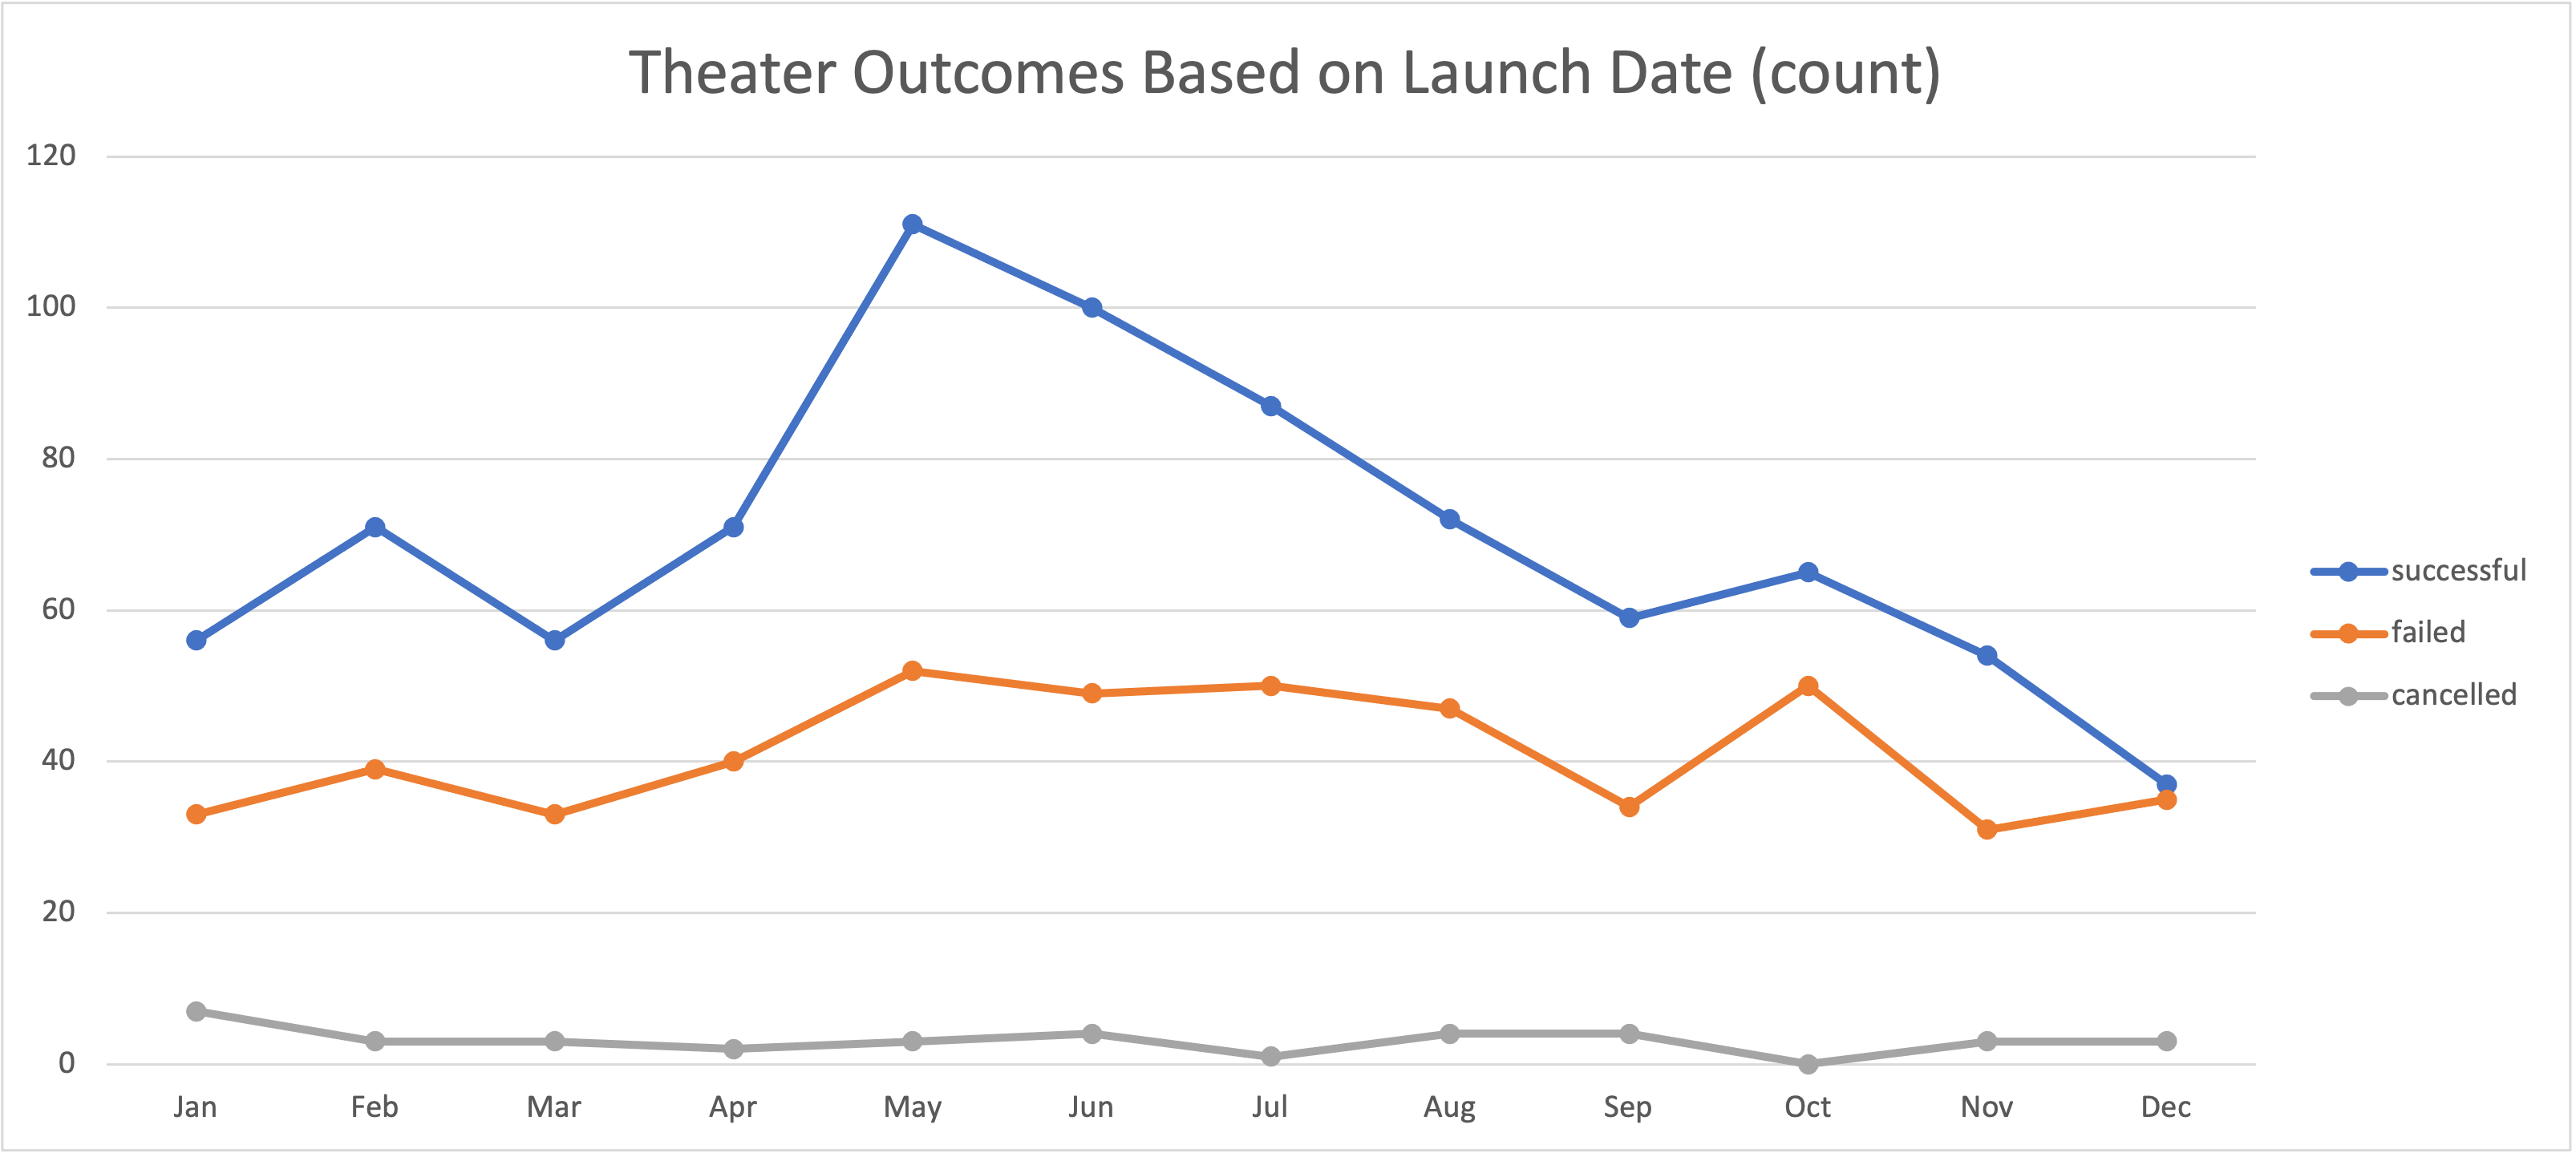 Theater Outcomes Based on Launch Date (count)
120
100
80
60
40
20
0
Jan Feb Mar Apr May Jun Jul Aug Sep Oct Nov Dec
successful
failed
cancelled